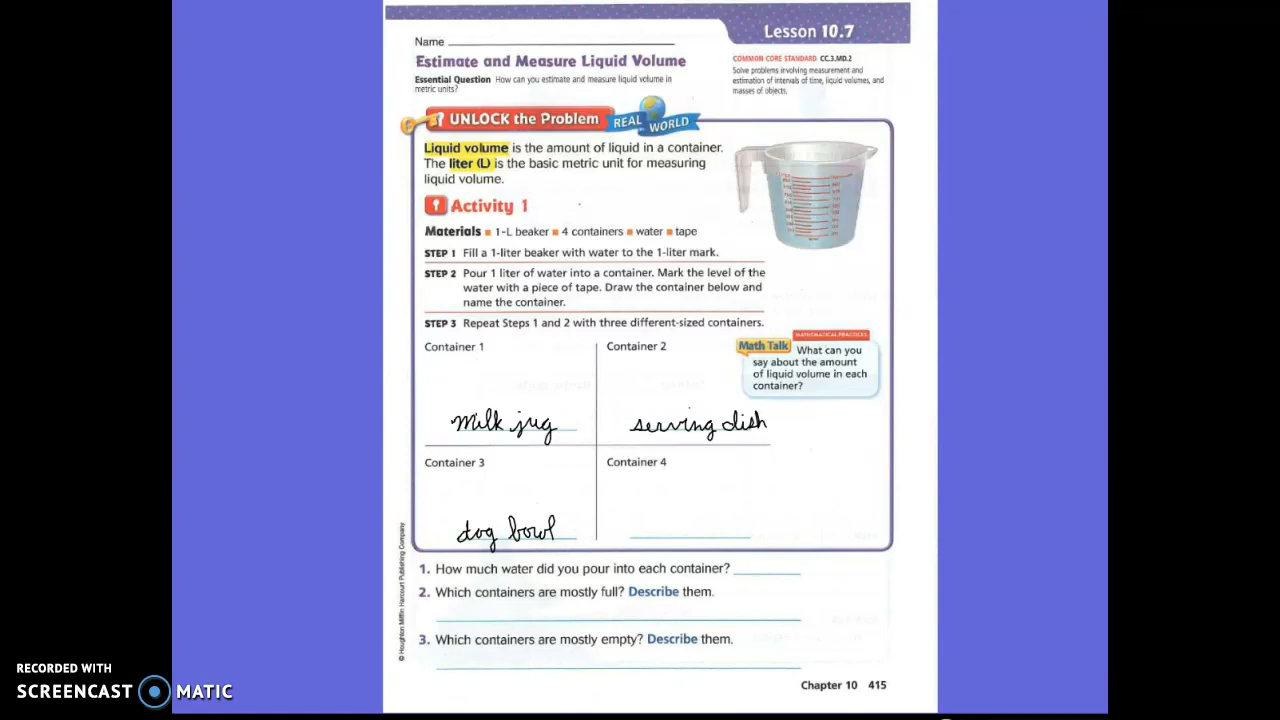 Lesson 10.7
Name
Estimate and Measure Liquid Volume
Essential Question How can you estimate and measure liquid volume in
metric units?
COMMON CORE STANDARD CC.3.MD.2
Solve problems involving measurement and
estimation of intervals of time, liquid volumes, and
masses of objects.
UNLOCK the Problem REAL WORLD
Liquid volume is the amount of liquid in a container.
The liter (L) is the basic metric unit for measuring
liquid volume.
Activity 1
Materials ■ 1-L beaker ■ 4 containers ■ water ■ tape
STEP 1 Fill a 1-liter beaker with water to the 1-liter mark.
STEP 2 Pour 1 liter of water into a container. Mark the level of the
water with a piece of tape. Draw the container below and
name the container.
STEP 3 Repeat Steps 1 and 2 with three different-sized containers.
Container 1
milk jug
Container 2
serving dish
MATHEMATICAL PRACTICES
Math Talk What can you
say about the amount
of liquid volume in each
container?
Container 3
dog bowl
Container 4
1. How much water did you pour into each container?
2. Which containers are mostly full? Describe them.
3. Which containers are mostly empty? Describe them.
© Houghton Mifflin Harcourt Publishing Company
Chapter 10 415
RECORDED WITH
SCREENCAST MATIC